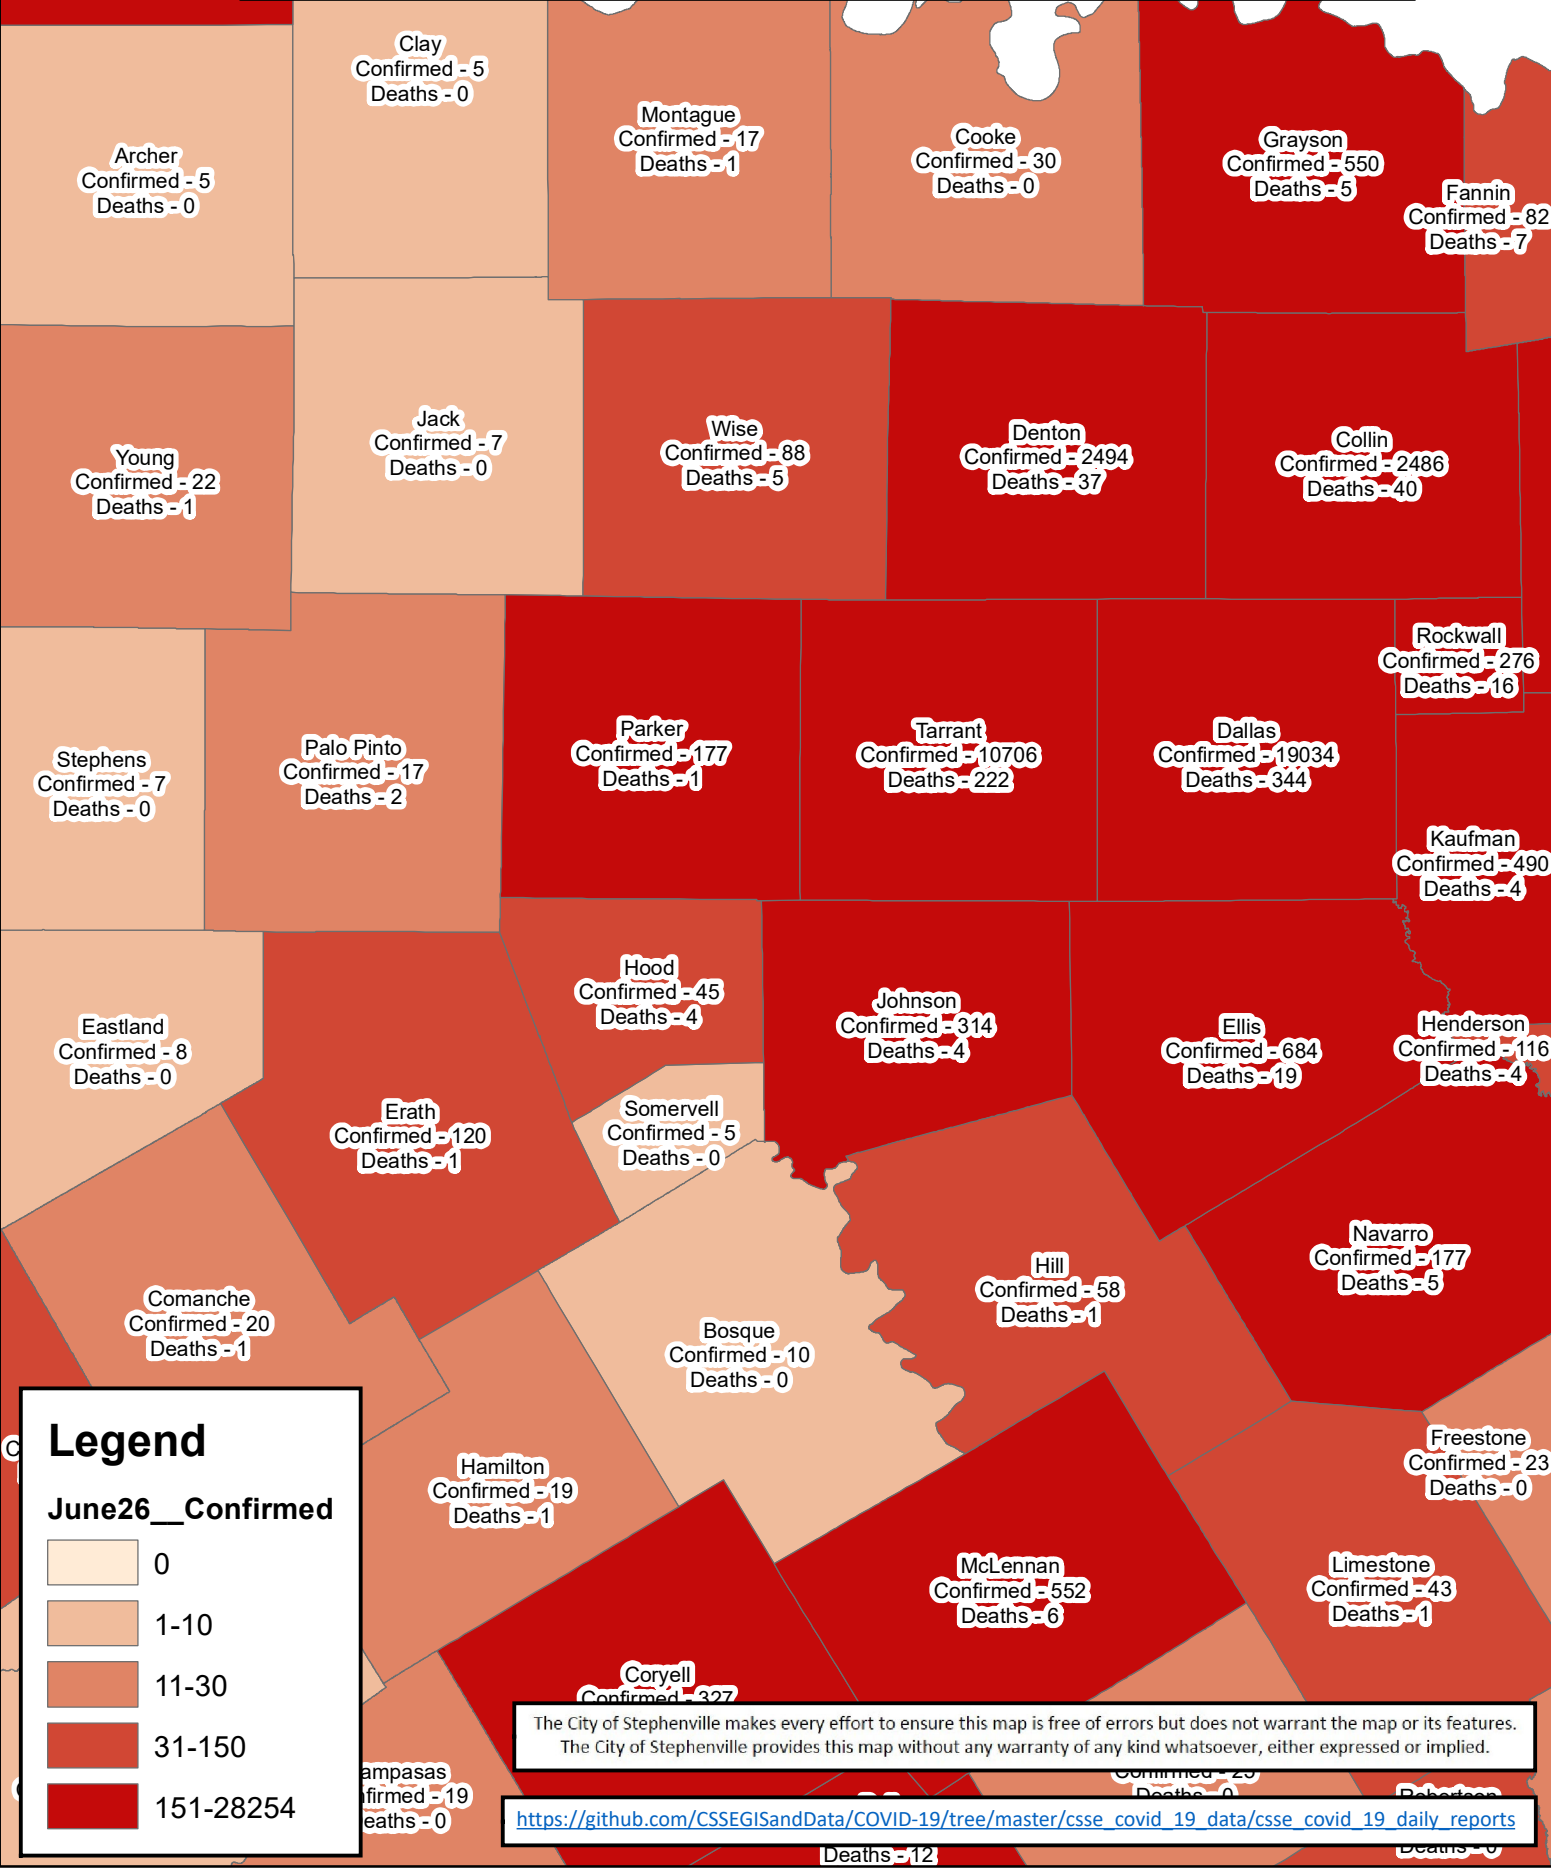 Clay
Confirmed - 5
Deaths - 0
Montague
Confirmed - 17
Deaths - 1
Cooke
Confirmed - 30
Deaths - 0
Grayson
Confirmed - 550
Deaths - 5
Archer
Confirmed - 5
Deaths - 0
Fannin
Confirmed - 82
Deaths - 7
Jack
Confirmed - 7
Deaths - 0
Wise
Confirmed - 88
Deaths - 5
Denton
Confirmed - 2494
Deaths - 37
Collin
Confirmed - 2486
Deaths - 40
Young
Confirmed - 22
Deaths - 1
Rockwall
Confirmed - 276
Deaths - 16
Stephens
Confirmed - 7
Deaths - 0
Palo Pinto
Confirmed - 17
Deaths - 2
Parker
Confirmed - 177
Deaths - 1
Tarrant
Confirmed - 10706
Deaths - 222
Dallas
Confirmed - 19034
Deaths - 344
Kaufman
Confirmed - 490
Deaths - 4
Hood
Confirmed - 45
Deaths - 4
Johnson
Confirmed - 314
Deaths - 4
Eastland
Confirmed - 8
Deaths - 0
Ellis
Confirmed - 684
Deaths - 19
Henderson
Confirmed - 116
Deaths - 4
Erath
Confirmed - 120
Deaths - 1
Somervell
Confirmed - 5
Deaths - 0
Navarro
Confirmed - 177
Deaths - 5
Hill
Confirmed - 58
Deaths - 1
Comanche
Confirmed - 20
Deaths - 1
Bosque
Confirmed - 10
Deaths - 0
Freestone
Confirmed - 23
Deaths - 0
Hamilton
Confirmed - 19
Deaths - 1
McLennan
Confirmed - 552
Deaths - 6
Limestone
Confirmed - 43
Deaths - 1
Coryell
Confirmed - 327
Legend
June26__Confirmed
0
1-10
11-30
31-150
151-28254
ampasas
firmed - 19
eaths - 0
The City of Stephenville makes every effort to ensure this map is free of errors but does not warrant the map or its features.
The City of Stephenville provides this map without any warranty of any kind whatsoever, either expressed or implied.
Deaths - 0
Robertson
https://github.com/CSSEGISandData/COVID-19/tree/master/csse_covid_19_data/csse_covid_19_daily_reports
Deaths - 12
Deaths - 0